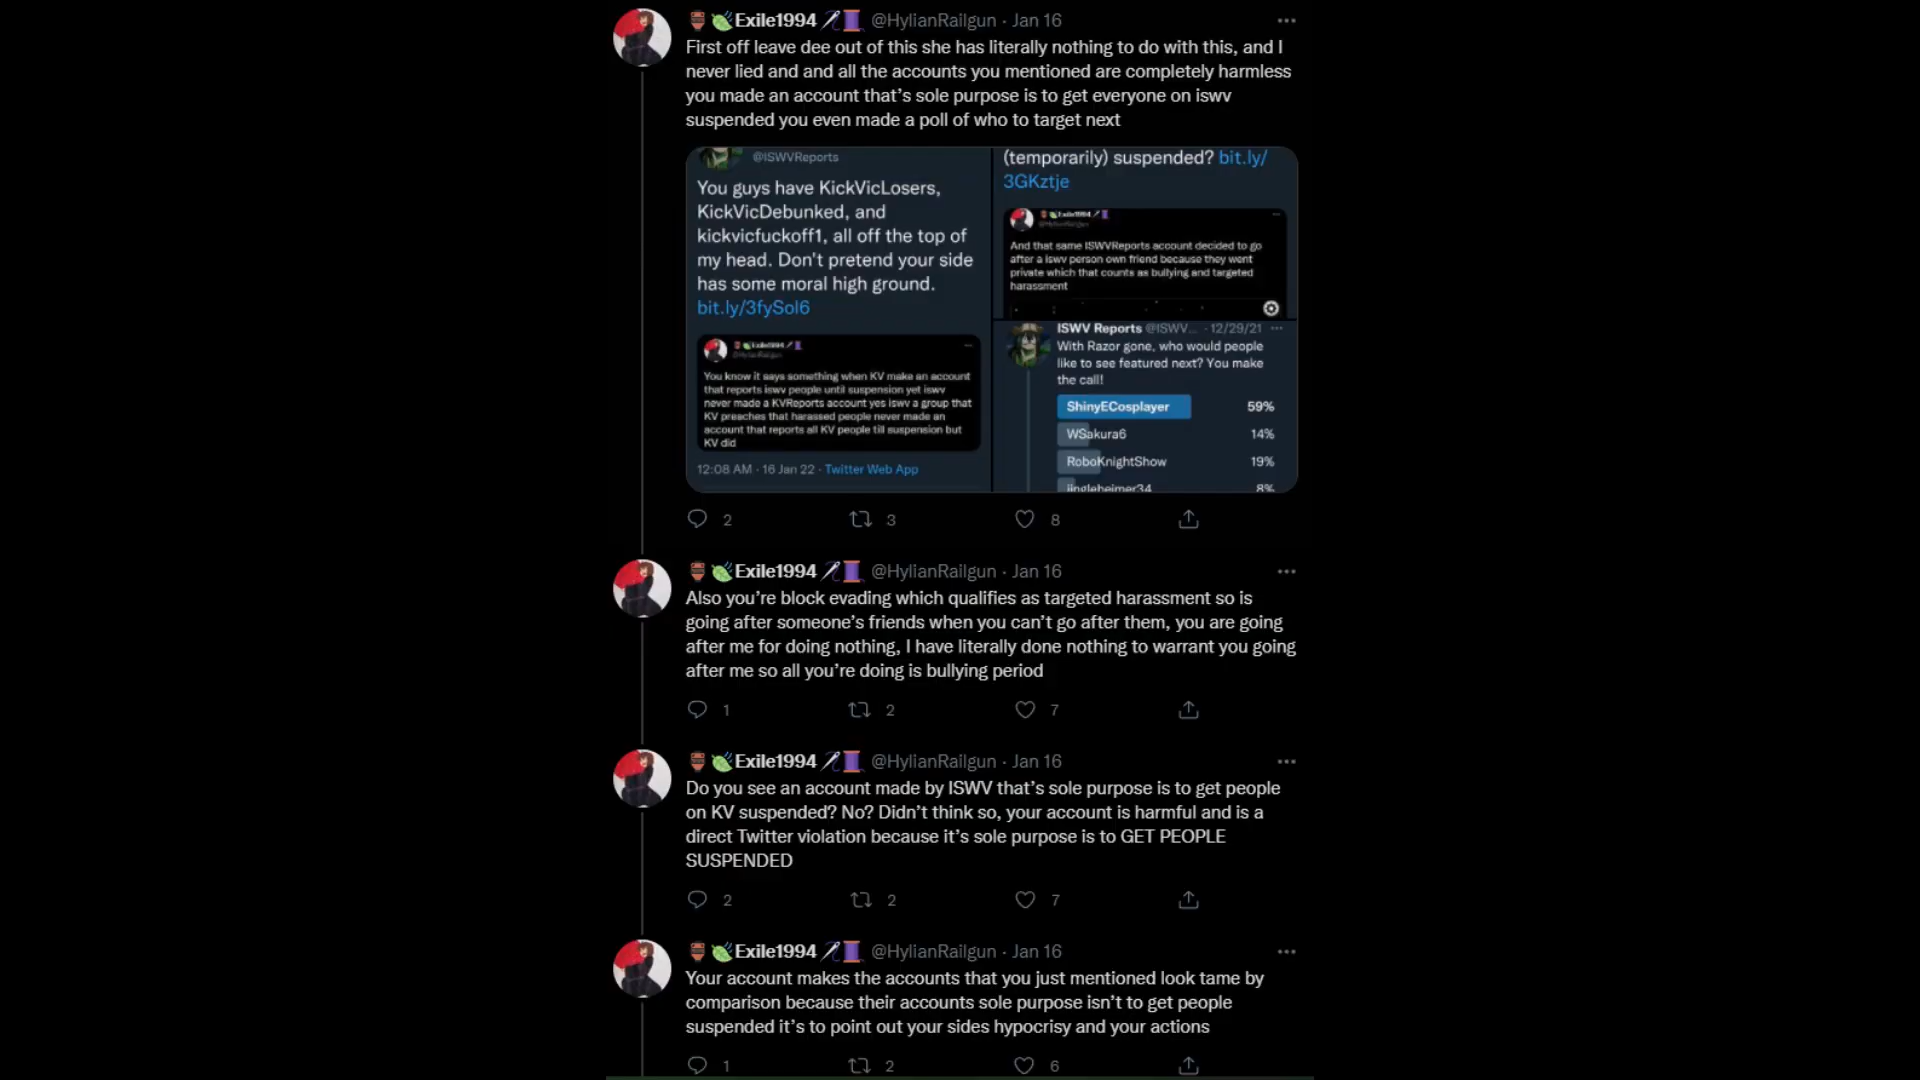 Exile1994 @HylianRailgun · Jan 16
First off leave dee out of this she has literally nothing to do with this, and I
never lied and and all the accounts you mentioned are completely harmless
you made an account that’s sole purpose is to get everyone on iswv
suspended you even made a poll of who to target next
@ISWVReports
You guys have KickVicLosers,
KickVicDebunked, and
kickvicfuckoff1, all off the top of
my head. Don't pretend your side
has some moral high ground.
bit.ly/3fySol6
Exile1994
@HylianRailgun
You know it says something when KV make an account
that reports iswv people until suspension yet iswv
never made a KVReports account yes iswv a group that
KV preaches that harassed people never made an
account that reports all KV people till suspension but
KV did
12:08 AM · 16 Jan 22 · Twitter Web App
(temporarily) suspended? bit.ly/
3GKztje
Exile1994
@HylianRailgun
And that same ISWVReports account decided to go
after a iswv person own friend because they went
private which that counts as bullying and targeted
harassment
ISWV Reports @ISWV... · 12/29/21
With Razor gone, who would people
like to see featured next? You make
the call!
ShinyECosplayer 59%
WSakura6 14%
RoboKnightShow 19%
jingleheimer34 8%
2 3 8
Exile1994 @HylianRailgun · Jan 16
Also you’re block evading which qualifies as targeted harassment so is
going after someone’s friends when you can’t go after them, you are going
after me for doing nothing, I have literally done nothing to warrant you going
after me so all you’re doing is bullying period
1 2 7
Exile1994 @HylianRailgun · Jan 16
Do you see an account made by ISWV that’s sole purpose is to get people
on KV suspended? No? Didn’t think so, your account is harmful and is a
direct Twitter violation because it’s sole purpose is to GET PEOPLE
SUSPENDED
2 2 7
Exile1994 @HylianRailgun · Jan 16
Your account makes the accounts that you just mentioned look tame by
comparison because their accounts sole purpose isn’t to get people
suspended it’s to point out your sides hypocrisy and your actions
1 2 6